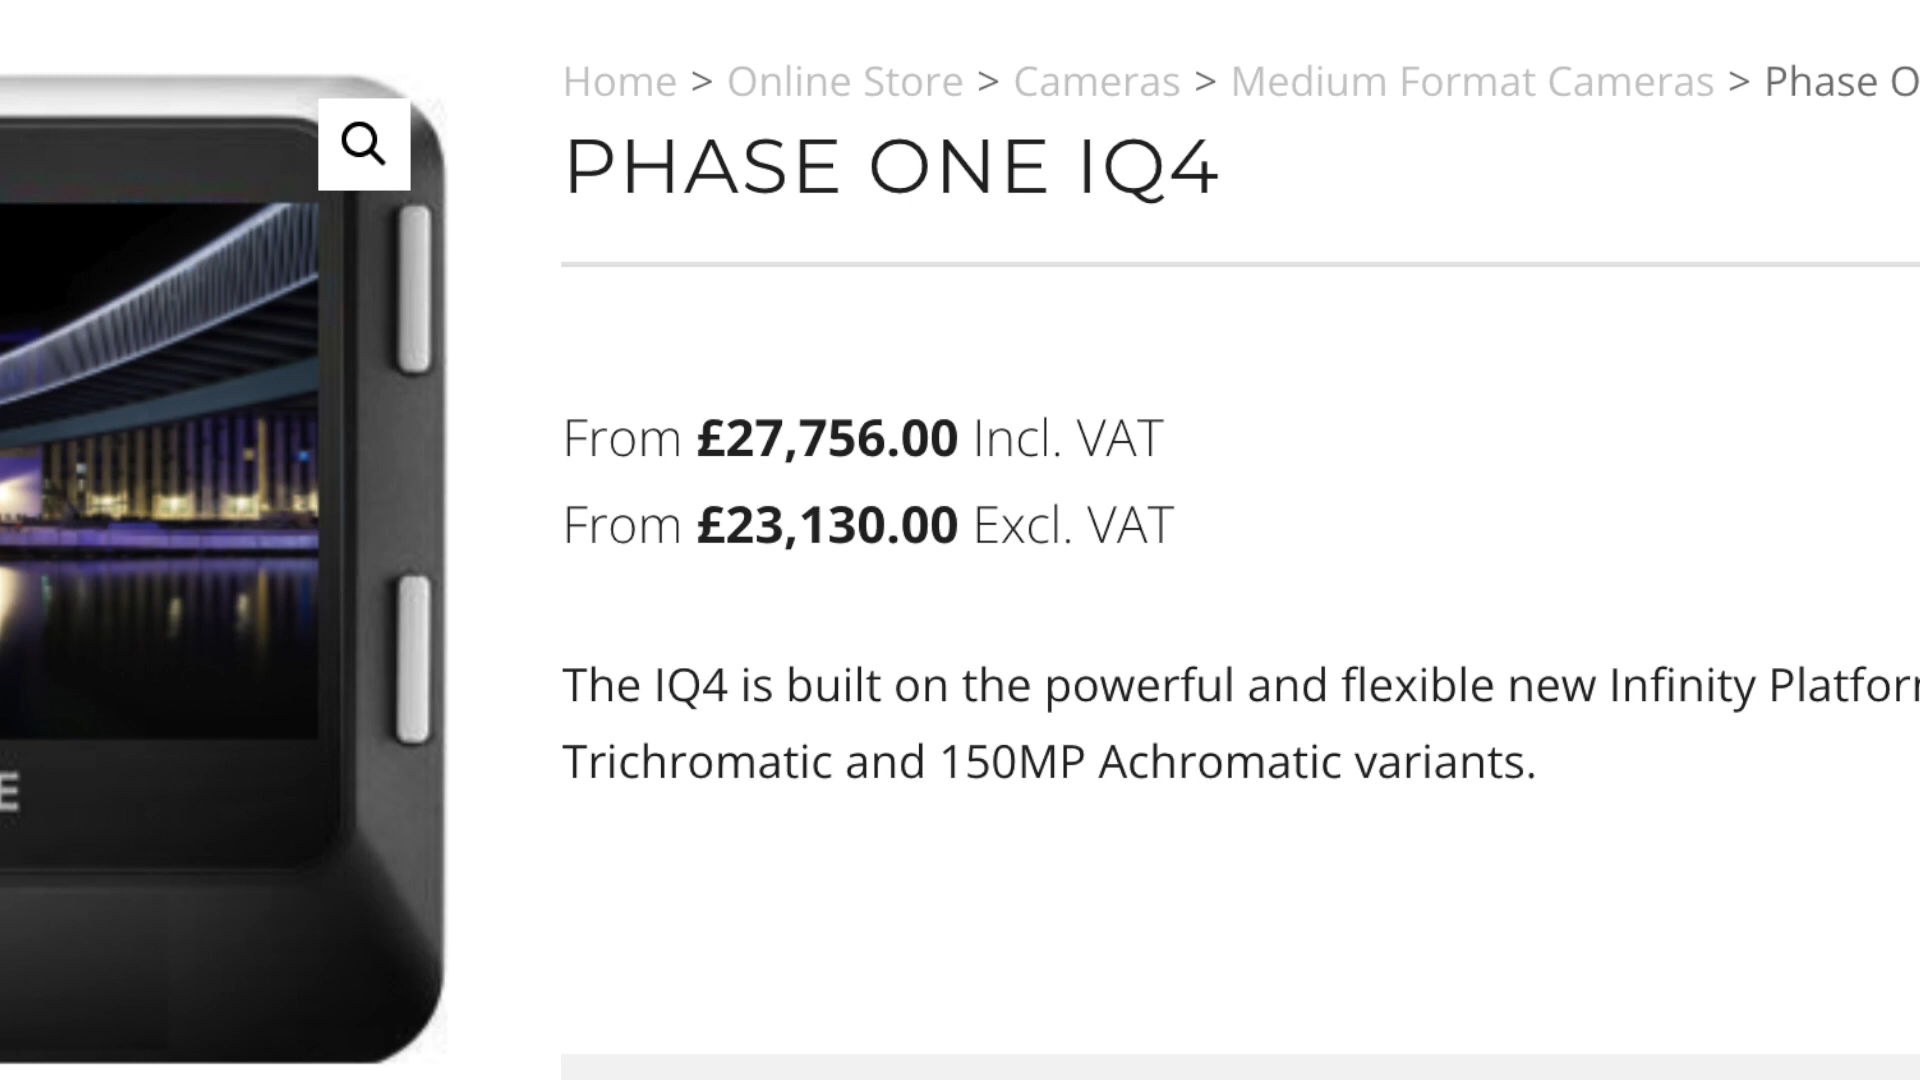 Home > Online Store > Cameras > Medium Format Cameras > Phase
PHASE ONE IQ4
From £27,756.00 Incl. VAT
From £23,130.00 Excl. VAT
The IQ4 is built on the powerful and flexible new Infinity
Trichromatic and 150MP Achromatic variants.
E